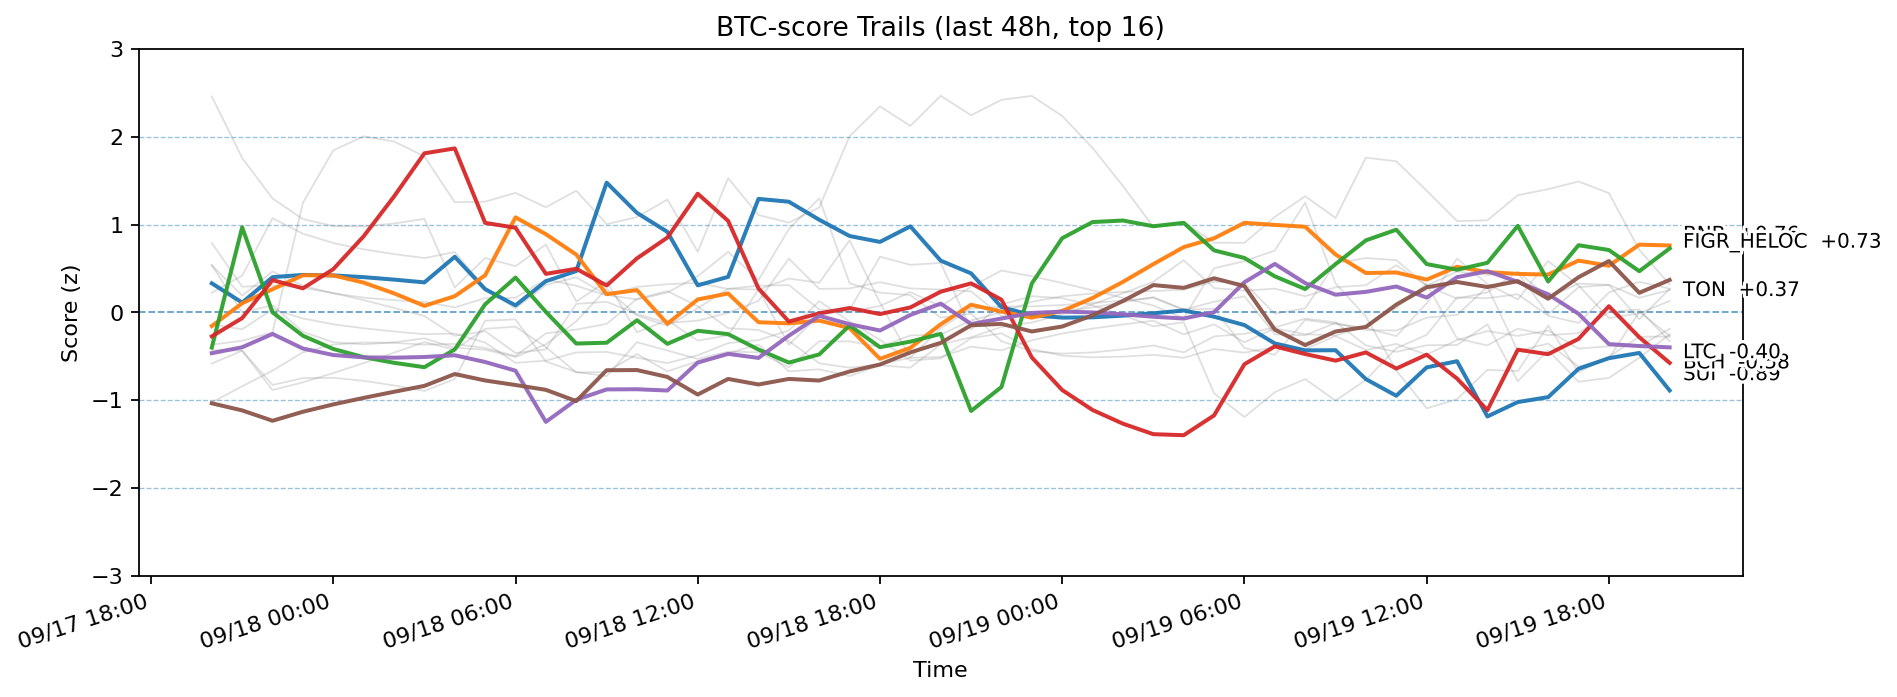 BTC-score Trails (last 48h, top 16)
Score (z)
3
2
1
0
−1
−2
−3
FIGR_HELOC +0.73
TON +0.37
LTC -0.40
BCH -0.58
SUI -0.89
09/17 18:00
09/18 00:00
09/18 06:00
09/18 12:00
09/18 18:00
09/19 00:00
09/19 06:00
09/19 12:00
09/19 18:00
Time